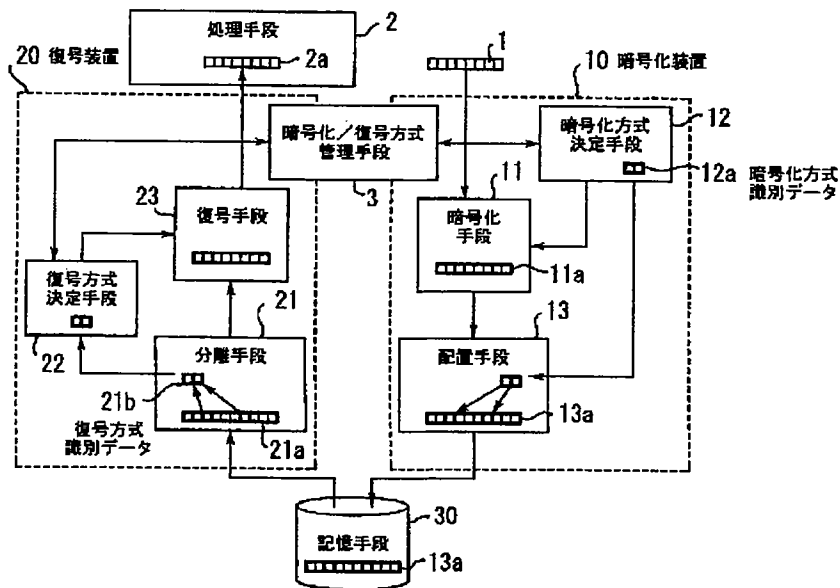 処理手段
2
2a
1
20 復号装置
10 暗号化装置
暗号化／復号方式
管理手段
3
暗号化方式
決定手段
12
12a
暗号化方式
識別データ
23
復号手段
11
暗号化
手段
11a
復号方式
決定手段
22
21
分離手段
21b
21a
復号方式
識別データ
13
配置手段
13a
30
記憶手段
13a